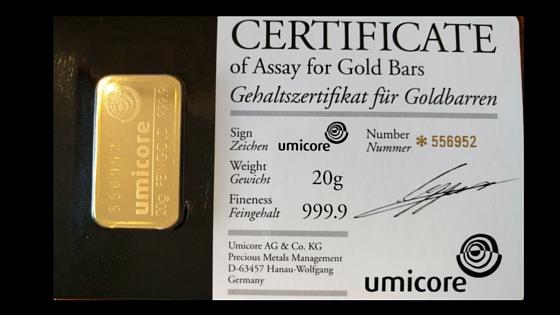 556952
umicore
20g FEINGOLD 999.9
CERTIFICATE
of Assay for Gold Bars
Gehaltszertifikat für Goldbarren
Sign
Zeichen
umicore
Number
Nummer
*556952
Weight
Gewicht
20g
Fineness
Feingehalt
999.9
Umicore AG & Co. KG
Precious Metals Management
D-63457 Hanau-Wolfgang
Germany
umicore